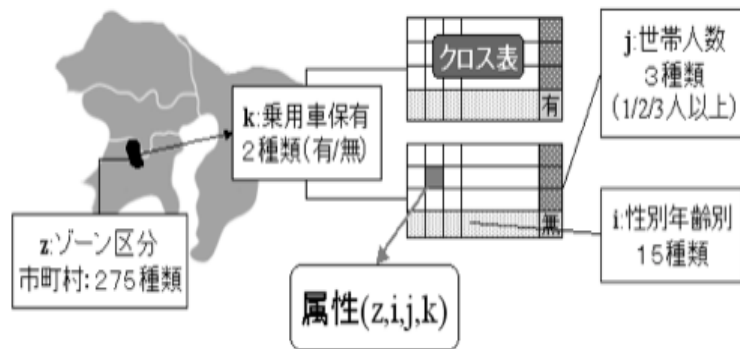 z:ゾーン区分
市町村:275種類
k:乗用車保有
2種類(有/無)
クロス表
有
無
j:世帯人数
3種類
(1/2/3人以上)
i:性別年齢別
15種類
属性(z,i,j,k)